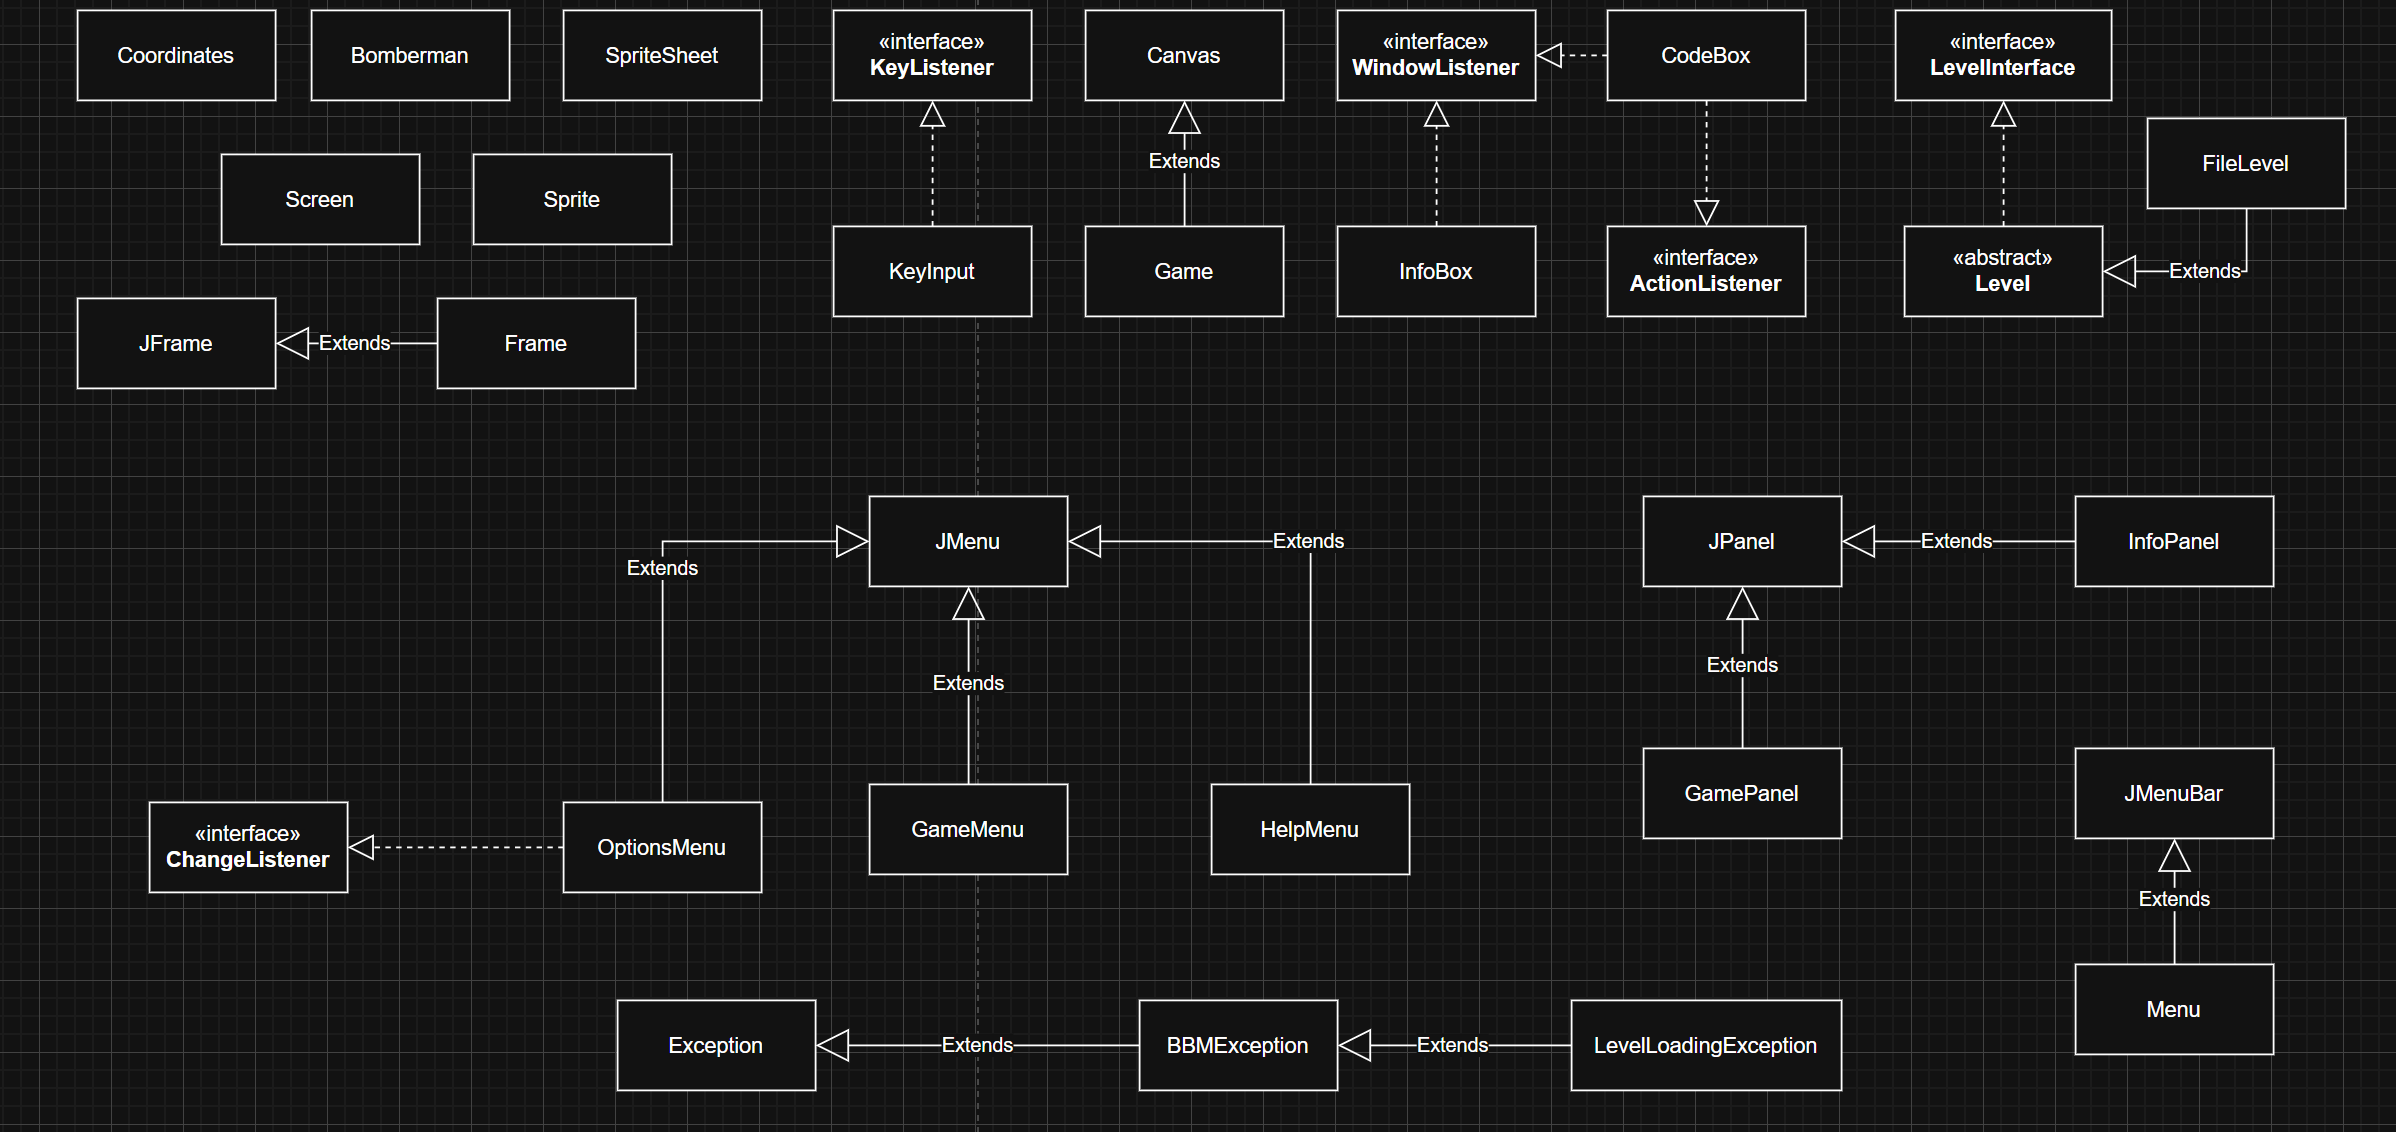 Coordinates
Bomberman
SpriteSheet
«interface»
KeyListener
Canvas
«interface»
WindowListener
CodeBox
«interface»
LevelInterface
Extends
FileLevel
Screen
Sprite
KeyInput
Game
InfoBox
«interface»
ActionListener
«abstract»
Level
Extends
JFrame
Extends
Frame
JMenu
Extends
JPanel
Extends
InfoPanel
Extends
Extends
Extends
GamePanel
JMenuBar
«interface»
ChangeListener
OptionsMenu
GameMenu
HelpMenu
Extends
Menu
Exception
Extends
BBMException
Extends
LevelLoadingException